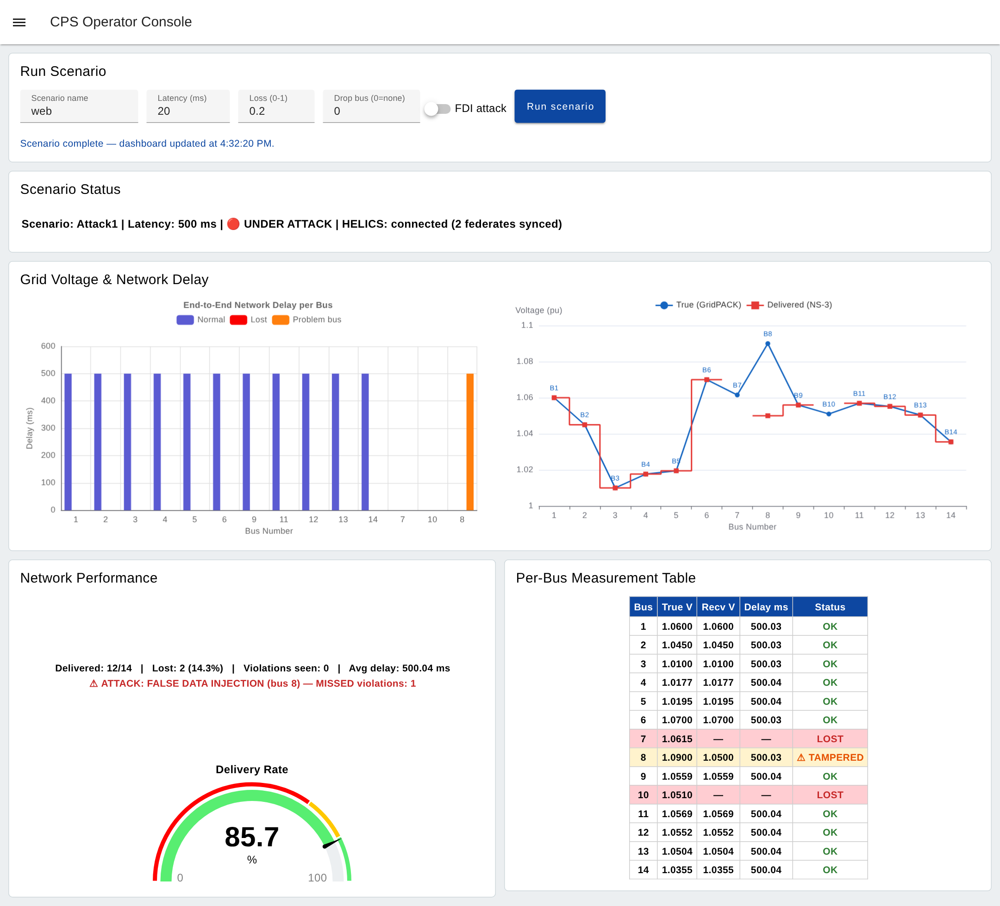 CPS Operator Console
Run Scenario
Scenario name
web
Latency (ms)
20
Loss (0-1)
0.2
Drop bus (0=none)
0
FDI attack
Run scenario
Scenario complete — dashboard updated at 4:32:20 PM.
Scenario Status
Scenario: Attack1 | Latency: 500 ms | 🔴 UNDER ATTACK | HELICS: connected (2 federates synced)
Grid Voltage & Network Delay
End-to-End Network Delay per Bus
Normal Lost Problem bus
600
500
400
300
200
100
0
Delay (ms)
1 2 3 4 5 6 9 11 12 13 14 7 10 8
Bus Number
True (GridPACK) Delivered (NS-3)
Voltage (pu)
1.1
1.08
1.06
1.04
1.02
1
B1 B2 B3 B4 B5 B6 B7 B8 B9 B10 B11 B12 B13 B14
1 2 3 4 5 6 7 8 9 10 11 12 13 14
Bus Number
Network Performance
Delivered: 12/14 | Lost: 2 (14.3%) | Violations seen: 0 | Avg delay: 500.04 ms
⚠ ATTACK: FALSE DATA INJECTION (bus 8) — MISSED violations: 1
Delivery Rate
85.7
%
0 100
Per-Bus Measurement Table
Bus True V Recv V Delay ms Status
1 1.0600 1.0600 500.03 OK
2 1.0450 1.0450 500.03 OK
3 1.0100 1.0100 500.03 OK
4 1.0177 1.0177 500.04 OK
5 1.0195 1.0195 500.04 OK
6 1.0700 1.0700 500.03 OK
7 1.0615 — — LOST
8 1.0900 1.0500 500.03 ⚠ TAMPERED
9 1.0559 1.0559 500.04 OK
10 1.0510 — — LOST
11 1.0569 1.0569 500.04 OK
12 1.0552 1.0552 500.04 OK
13 1.0504 1.0504 500.04 OK
14 1.0355 1.0355 500.04 OK